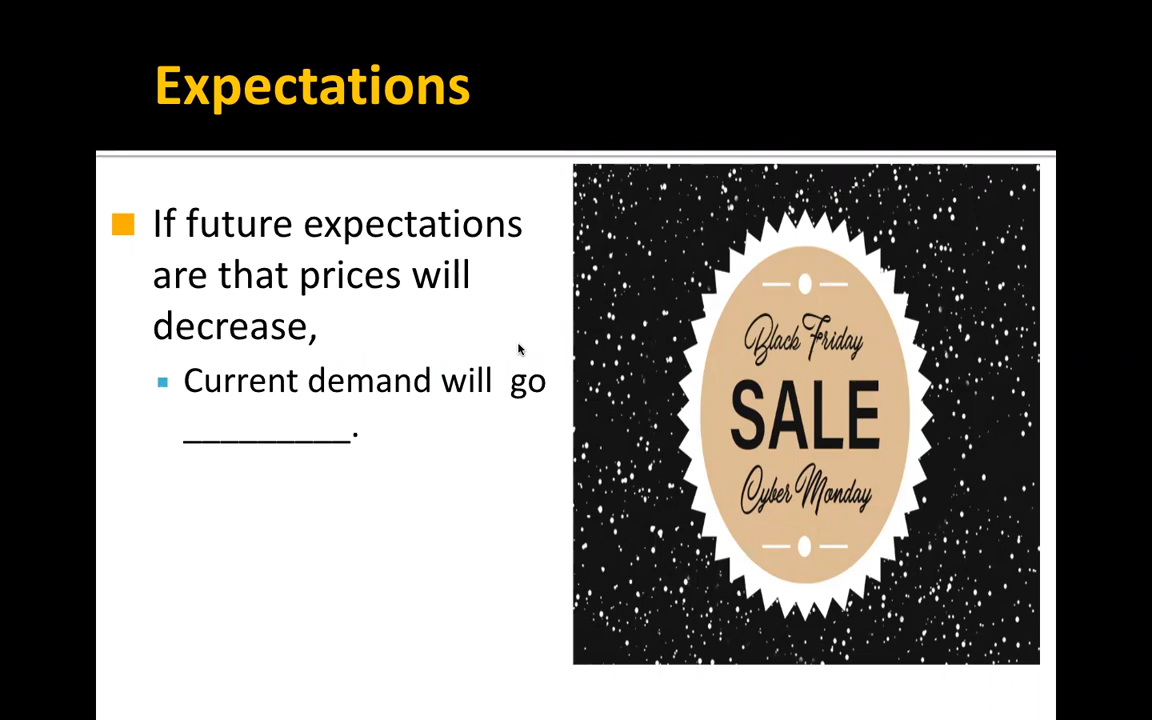 Expectations
If future expectations
are that prices will
decrease,
Current demand will  go
_________.
Black Friday
SALE
Cyber Monday